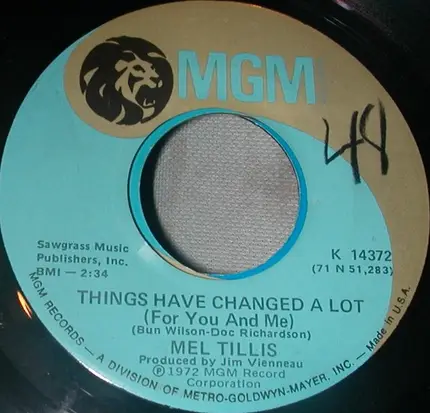 MGM
44
K 14372
(71 N 51,283)
Sawgrass Music
Publishers, Inc.
BMI – 2:34
THINGS HAVE CHANGED A LOT
(For You And Me)
(Bun Wilson-Doc Richardson)
MEL TILLIS
Produced by Jim Vienneau
℗1972 MGM Record
Corporation
MGM RECORDS — A DIVISION OF METRO-GOLDWYN-MAYER, INC. — Made in U.S.A.